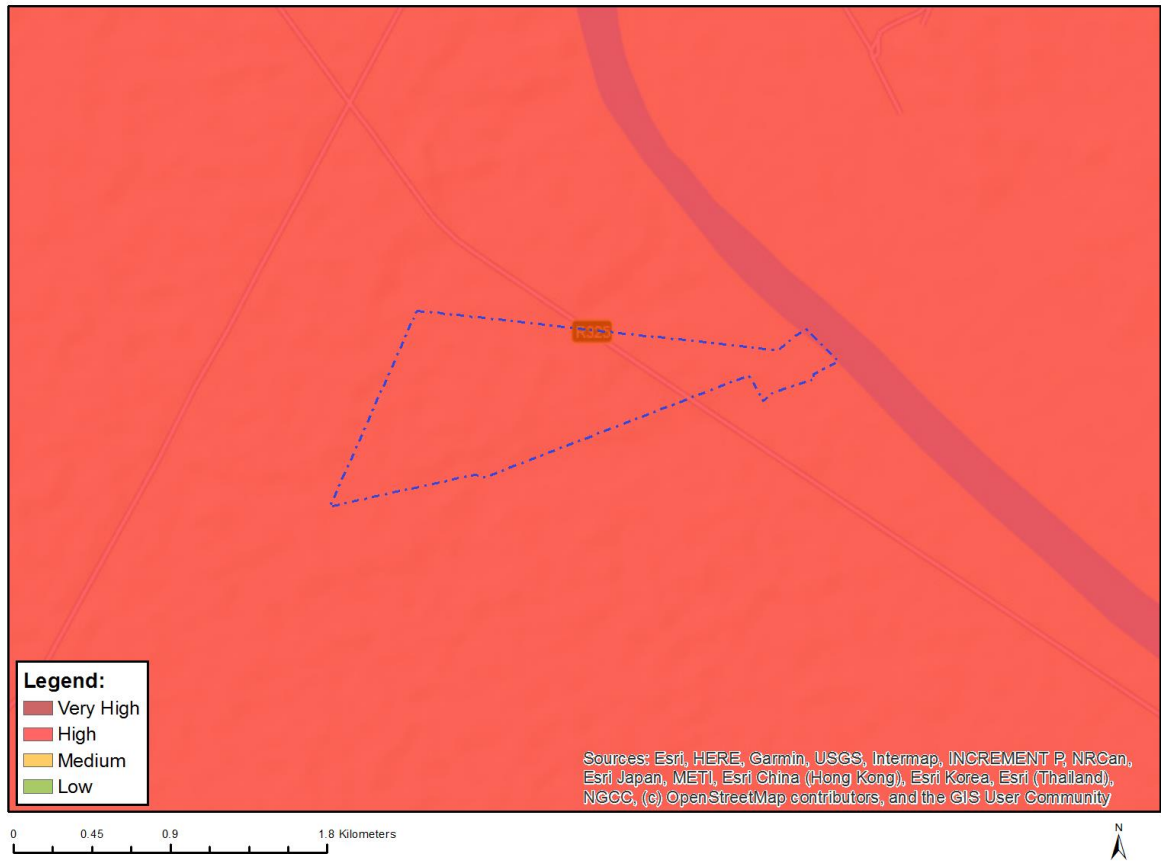 Legend:
Very High
High
Medium
Low
Sources: Esri, HERE, Garmin, USGS, Intermap, INCREMENT P, NRCan,
Esri Japan, METI, Esri China (Hong Kong), Esri Korea, Esri (Thailand),
NGCC, (c) OpenStreetMap contributors, and the GIS User Community
0 0.45 0.9 1.8 Kilometers
N